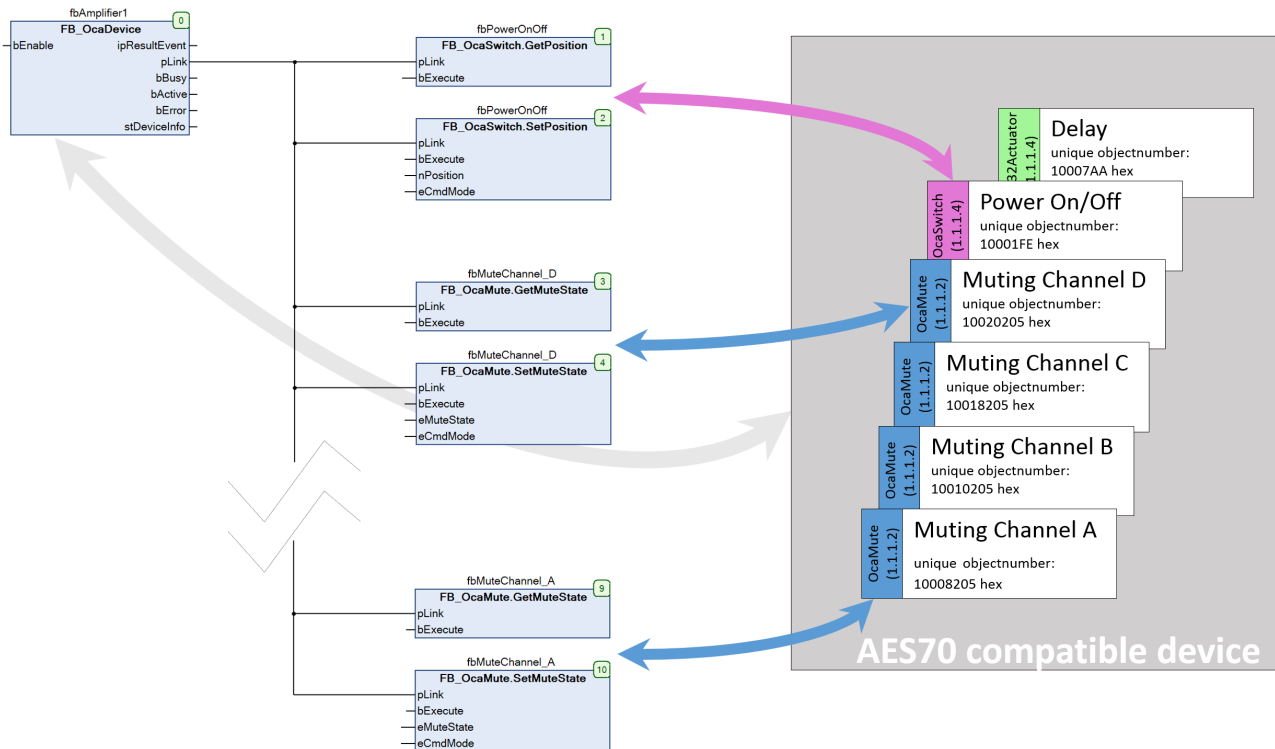 fbAmplifier1
0
FB_OcaDevice
bEnable
ipResultEvent
pLink
bBusy
bActive
bError
stDeviceInfo
fbPowerOnOff
1
FB_OcaSwitch.GetPosition
pLink
bExecute
fbPowerOnOff
2
FB_OcaSwitch.SetPosition
pLink
bExecute
nPosition
eCmdMode
fbMuteChannel_D
3
FB_OcaMute.GetMuteState
pLink
bExecute
fbMuteChannel_D
4
FB_OcaMute.SetMuteState
pLink
bExecute
eMuteState
eCmdMode
fbMuteChannel_A
9
FB_OcaMute.GetMuteState
pLink
bExecute
fbMuteChannel_A
10
FB_OcaMute.SetMuteState
pLink
bExecute
eMuteState
eCmdMode
32Actuator
1.1.1.4)
Delay
unique objectnumber:
10007AA hex
OcaSwitch
(1.1.1.4)
Power On/Off
unique objectnumber:
10001FE hex
OcaMute
(1.1.1.2)
Muting Channel D
unique objectnumber:
10020205 hex
OcaMute
(1.1.1.2)
Muting Channel C
unique objectnumber:
10018205 hex
OcaMute
(1.1.1.2)
Muting Channel B
unique objectnumber:
10010205 hex
OcaMute
(1.1.1.2)
Muting Channel A
unique objectnumber:
10008205 hex
AES70 compatible device